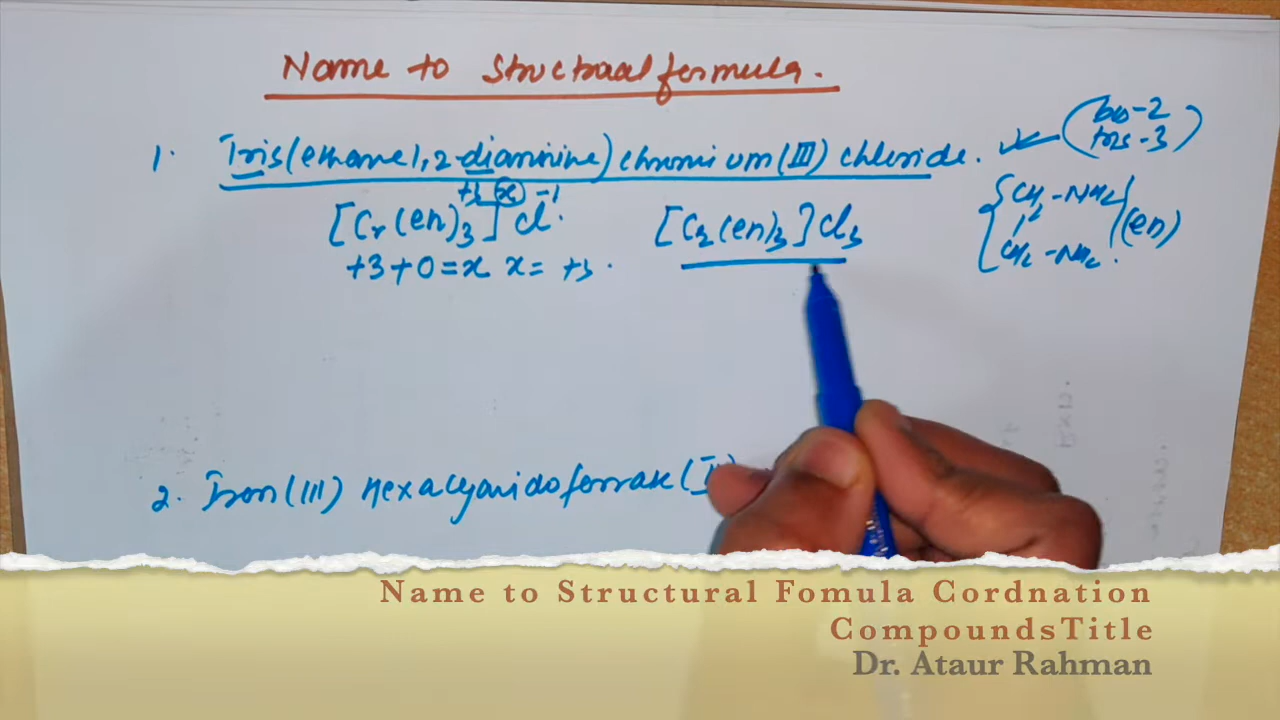 Name to Structural formula.
1. Tris(ethane1,2-diammine)chromium(III) chloride.
(bis-2
tris-3)
+3 x -1
[Cr(en)3]Cl.
[Cr(en)3]Cl3
CH2-NH2
CH2-NH2.
(en)
+3+0=x x= +3.
2. Iron(III) hexacyanidoferrate(
Name to Structural Fomula Cordnation
CompoundsTitle
Dr. Ataur Rahman